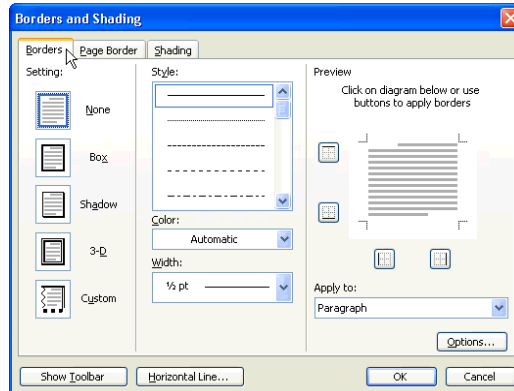 Borders and Shading
Borders Page Border Shading
Setting:
None
Box
Shadow
3-D
Custom
Style:
Color:
Automatic
Width:
½ pt
Preview
Click on diagram below or use
buttons to apply borders
Apply to:
Paragraph
Options...
Show Toolbar Horizontal Line... OK Cancel